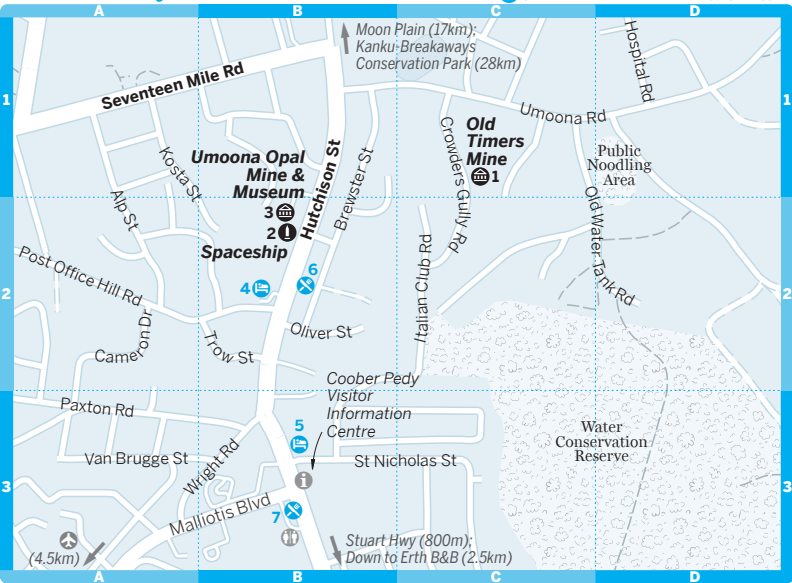 A
B
C
D
Moon Plain (17km);
Kanku-Breakaways
Conservation Park (28km)
Hospital Rd
1
Seventeen Mile Rd
1
Umoona Rd
Old
Timers
Mine
1
Crowders Gully Rd
Public
Noodling
Area
Kosta St
Umoona Opal
Mine &
Museum
3
2
Spaceship
Hutchison St
Brewster St
Alp St
Old Water Tank Rd
Post Office Hill Rd
2
4
6
Italian Club Rd
2
Oliver St
Cameron Dr
Trow St
Coober Pedy
Visitor
Information
Centre
Paxton Rd
5
Water
Conservation
Reserve
Van Brugge St
Wright Rd
St Nicholas St
3
i
3
Malliotis Blvd
7
(4.5km)
Stuart Hwy (800m);
Down to Erth B&B (2.5km)
A
B
C
D